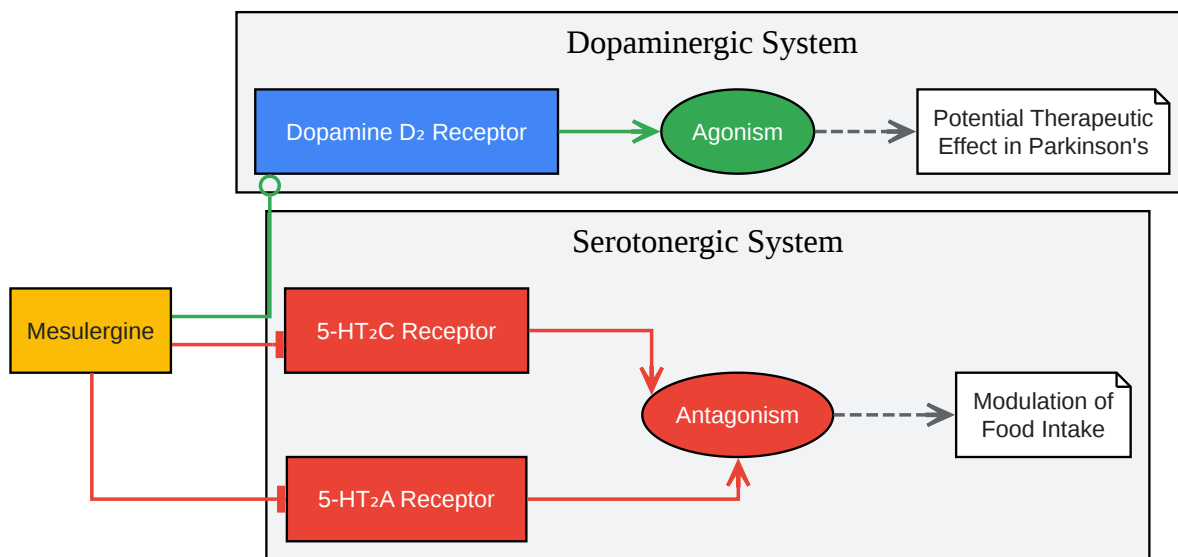 Dopaminergic System
Dopamine D₂ Receptor
Agonism
Potential Therapeutic
Effect in Parkinson's
Serotonergic System
Mesulergine
5-HT₂C Receptor
Antagonism
Modulation of
Food Intake
5-HT₂A Receptor